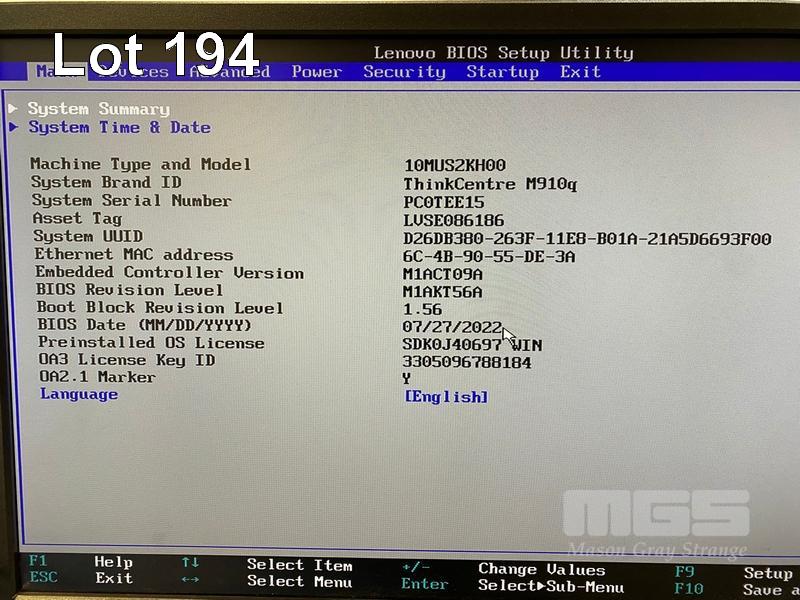 Lot 194
Lenovo BIOS Setup Utility
Main Devices Advanced Power Security Startup Exit
System Summary
System Time & Date
Machine Type and Model 10MUS2KH00
System Brand ID ThinkCentre M910q
System Serial Number PC0TEE15
Asset Tag LVSE086186
System UUID D26DB380-263F-11E8-B01A-21A5D6693F00
Ethernet MAC address 6C-4B-90-55-DE-3A
Embedded Controller Version M1ACT09A
BIOS Revision Level M1AKT56A
Boot Block Revision Level 1.56
BIOS Date (MM/DD/YYYY) 07/27/2022
Preinstalled OS License SDK0J40697 WIN
OA3 License Key ID 3305096788184
OA2.1 Marker Y
Language [English]
MGS
Mason Gray Strange
F1 Help ↑↓ Select Item +/- Change Values F9 Setup
ESC Exit ↔ Select Menu Enter Select▶Sub-Menu F10 Save a